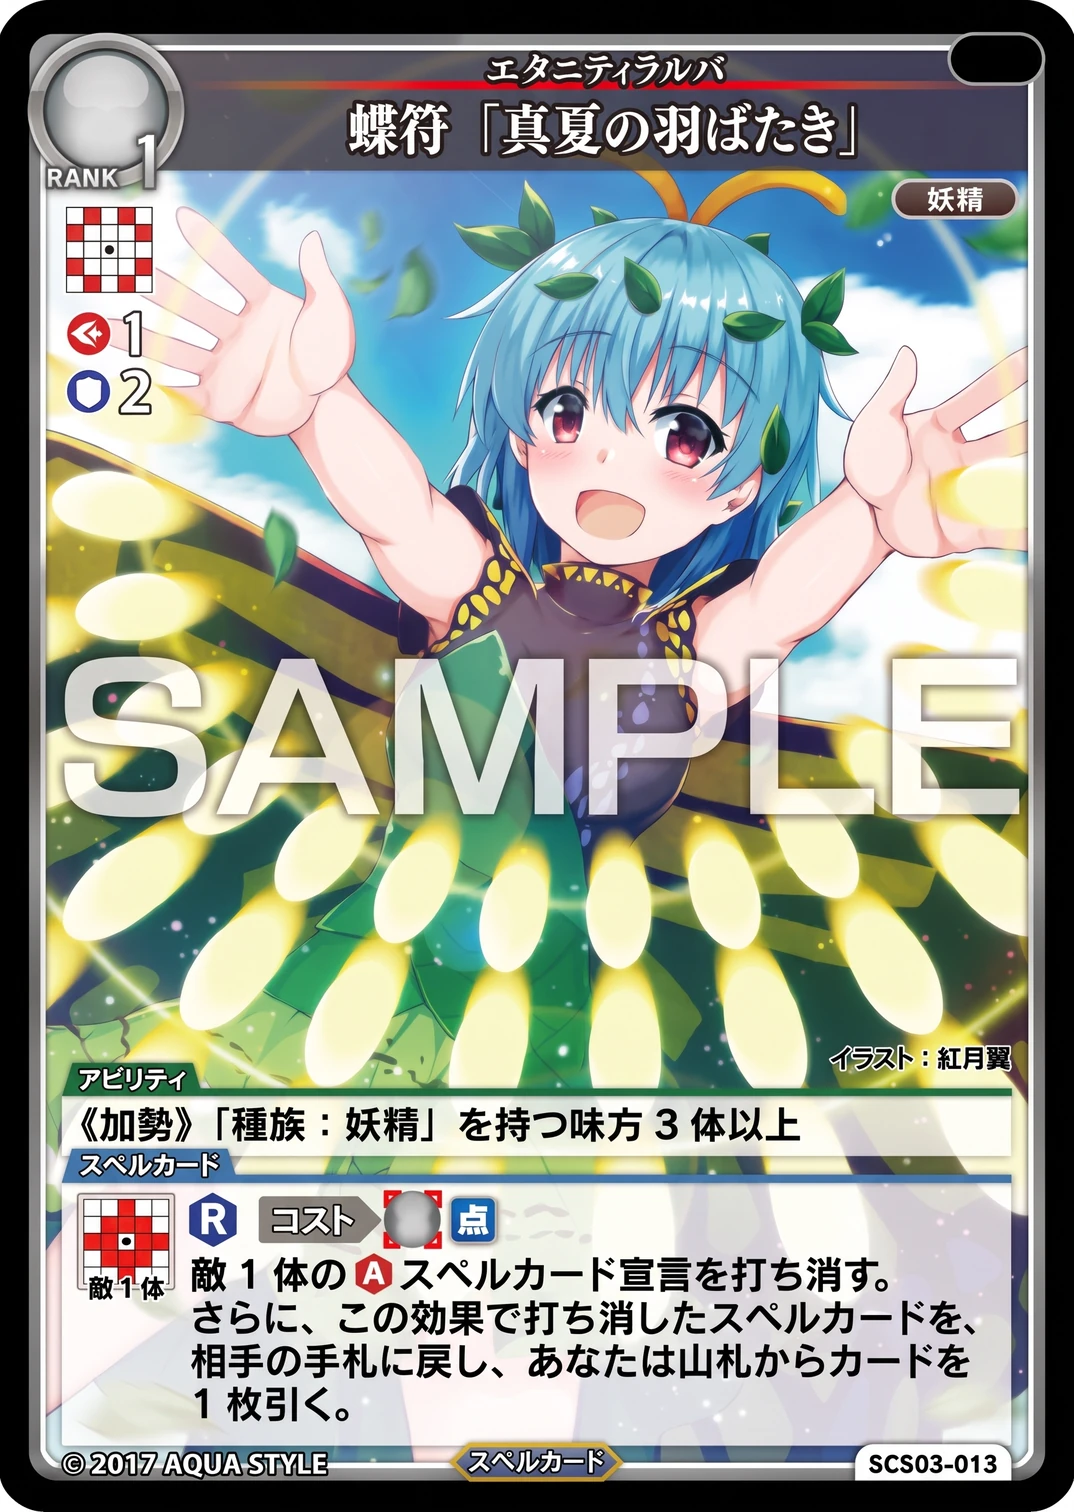 エタニティラルバ
蝶符「真夏の羽ばたき」
RANK 1
妖精
1
2
SAMPLE
イラスト：紅月翼
アビリティ
《加勢》「種族：妖精」を持つ味方３体以上
スペルカード
R コスト 点
敵１体
敵１体のAスペルカード宣言を打ち消す。
さらに、この効果で打ち消したスペルカードを、
相手の手札に戻し、あなたは山札からカードを
１枚引く。
© 2017 AQUA STYLE
スペルカード
SCS03-013